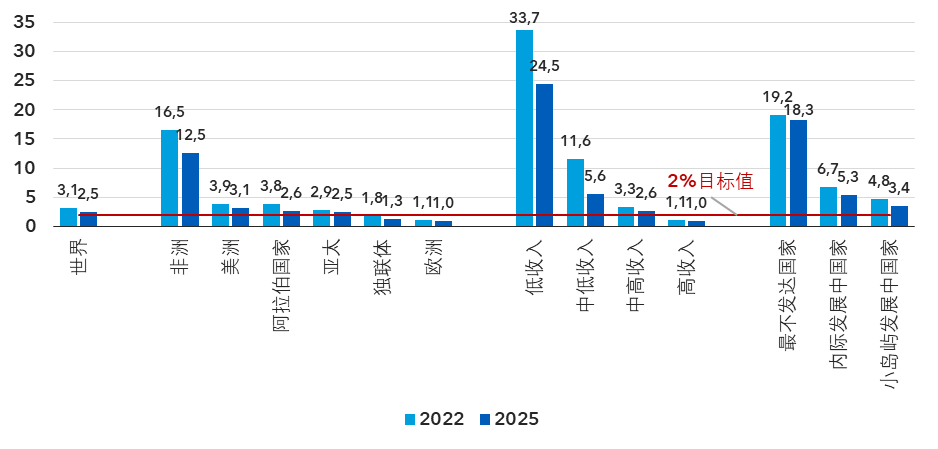 35
30
25
20
15
10
5
0
3,1
2,5
16,5
12,5
3,9
3,1
3,8
2,6
2,9
2,5
1,8
1,3
1,1
1,0
33,7
24,5
11,6
5,6
3,3
2,6
1,1
1,0
19,2
18,3
6,7
5,3
4,8
3,4
2%目标值
世界
非洲
美洲
阿拉伯国家
亚太
独联体
欧洲
低收入
中低收入
中高收入
高收入
最不发达国家
内际发展中国家
小岛屿发展中国家
2022
2025